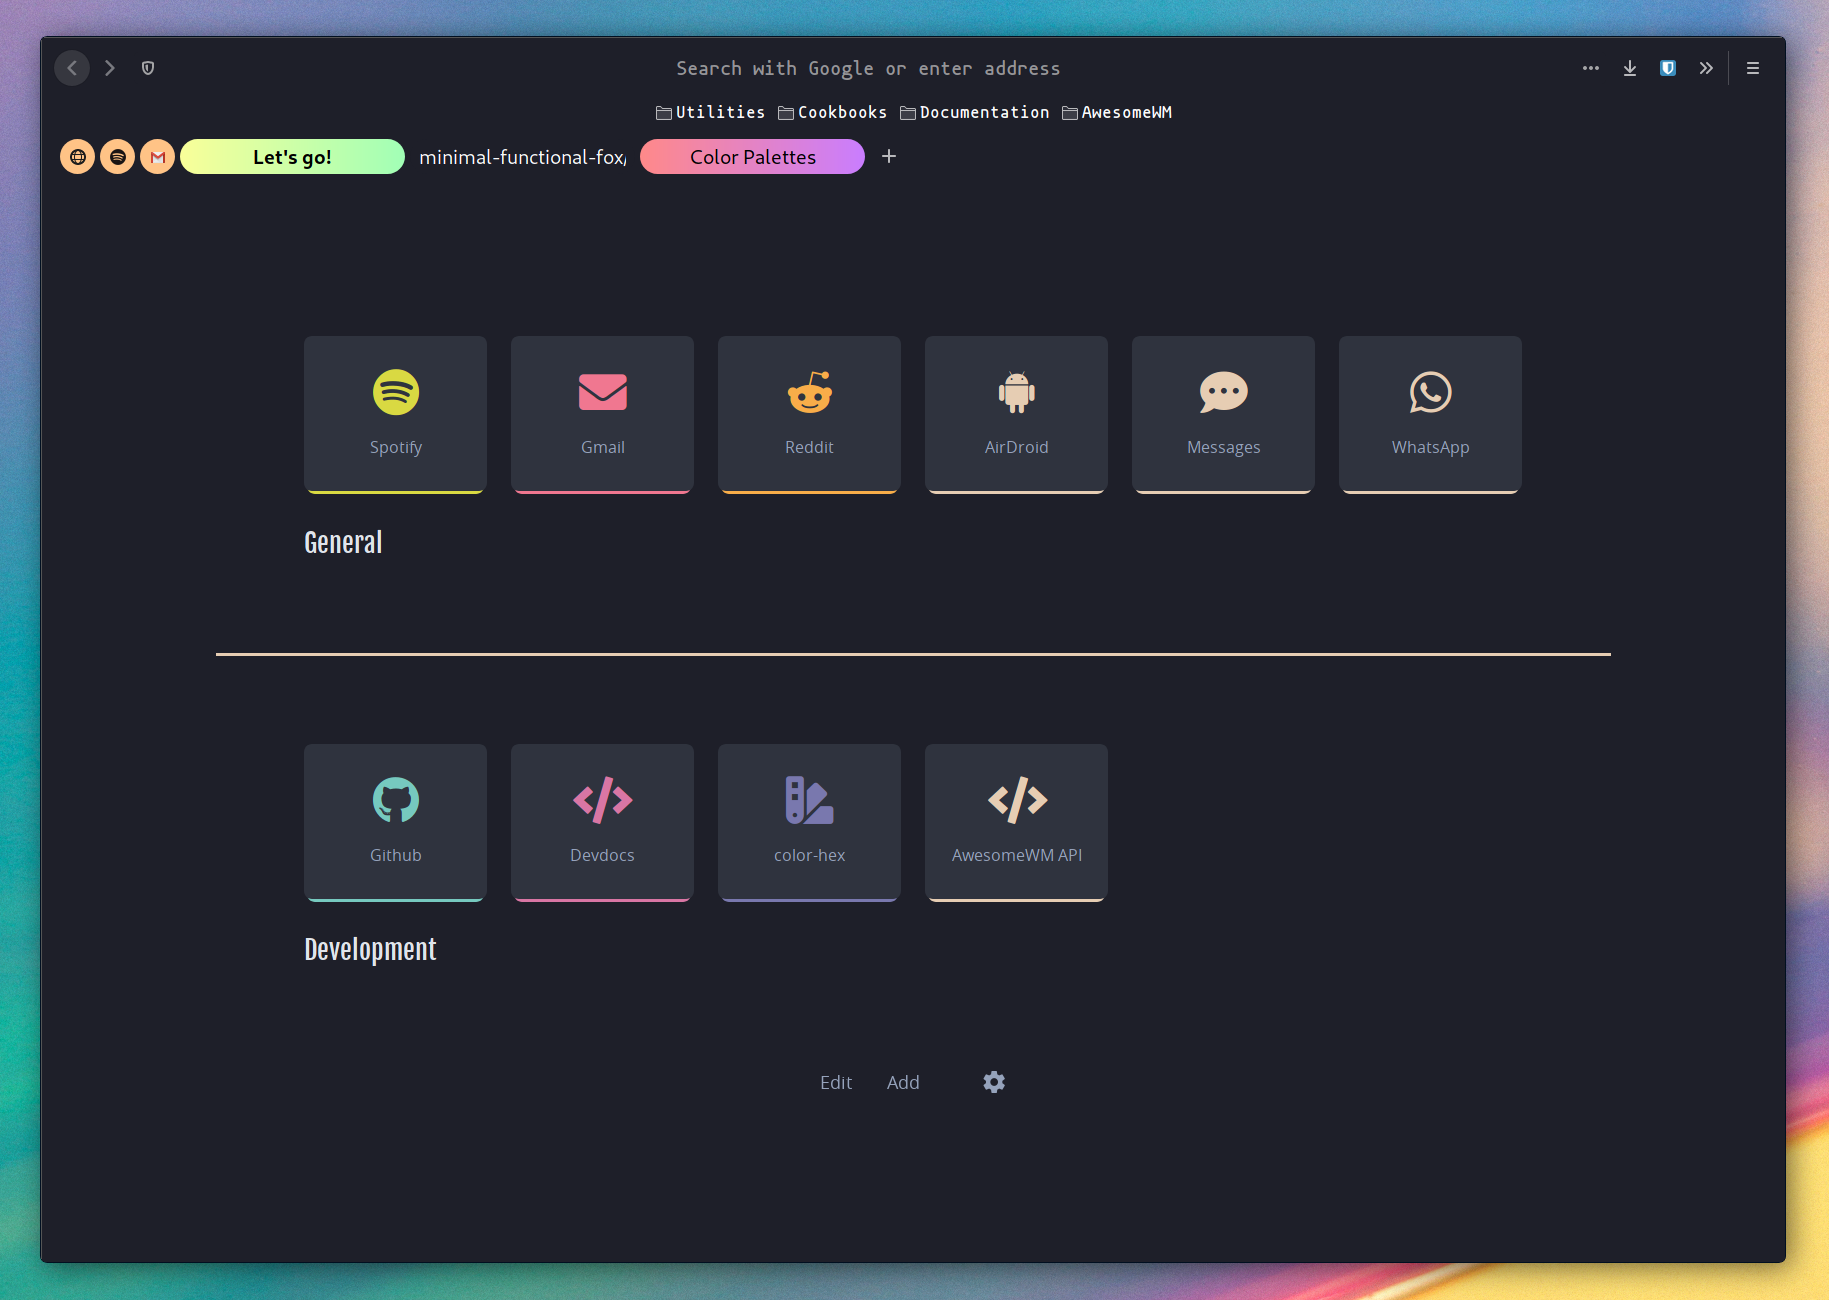 Search with Google or enter address
Utilities Cookbooks Documentation AwesomeWM
Let's go! minimal-functional-fox/ Color Palettes
Spotify Gmail Reddit AirDroid Messages WhatsApp
General
Github Devdocs color-hex AwesomeWM API
Development
Edit Add